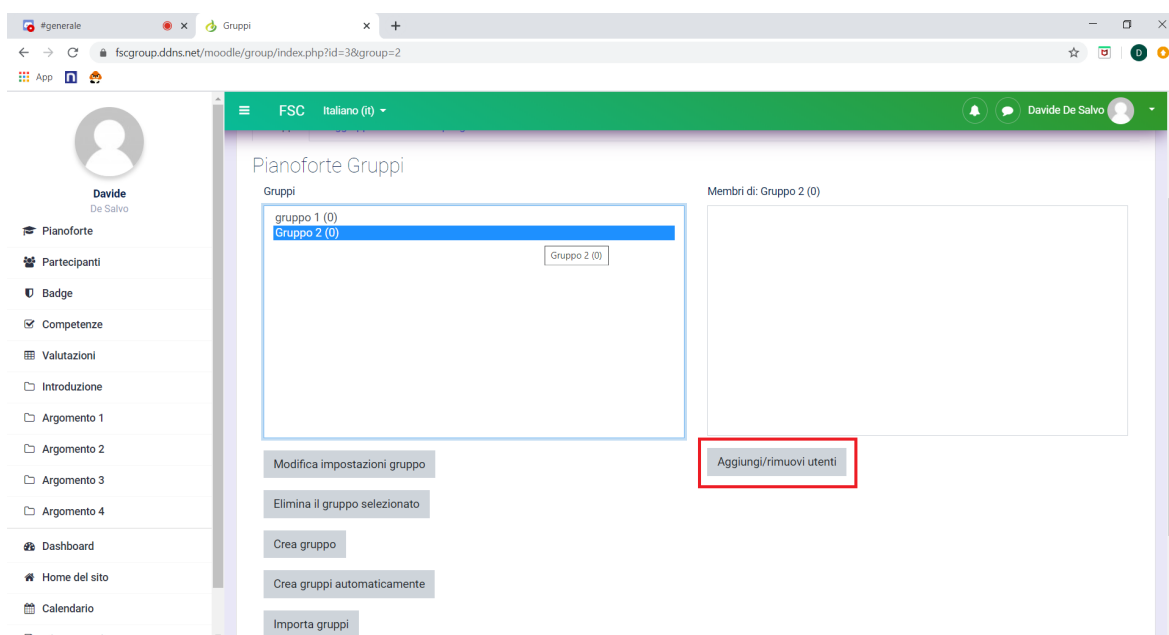 #generale
Gruppi
fscgroup.ddns.net/moodle/group/index.php?id=3&group=2
D
App
FSC Italiano (it)
Davide De Salvo
Davide
De Salvo
Pianoforte
Partecipanti
Badge
Competenze
Valutazioni
Introduzione
Argomento 1
Argomento 2
Argomento 3
Argomento 4
Dashboard
Home del sito
Calendario
Pianoforte Gruppi
Gruppi
gruppo 1 (0)
Gruppo 2 (0)
Gruppo 2 (0)
Modifica impostazioni gruppo
Elimina il gruppo selezionato
Crea gruppo
Crea gruppi automaticamente
Importa gruppi
Membri di: Gruppo 2 (0)
Aggiungi/rimuovi utenti